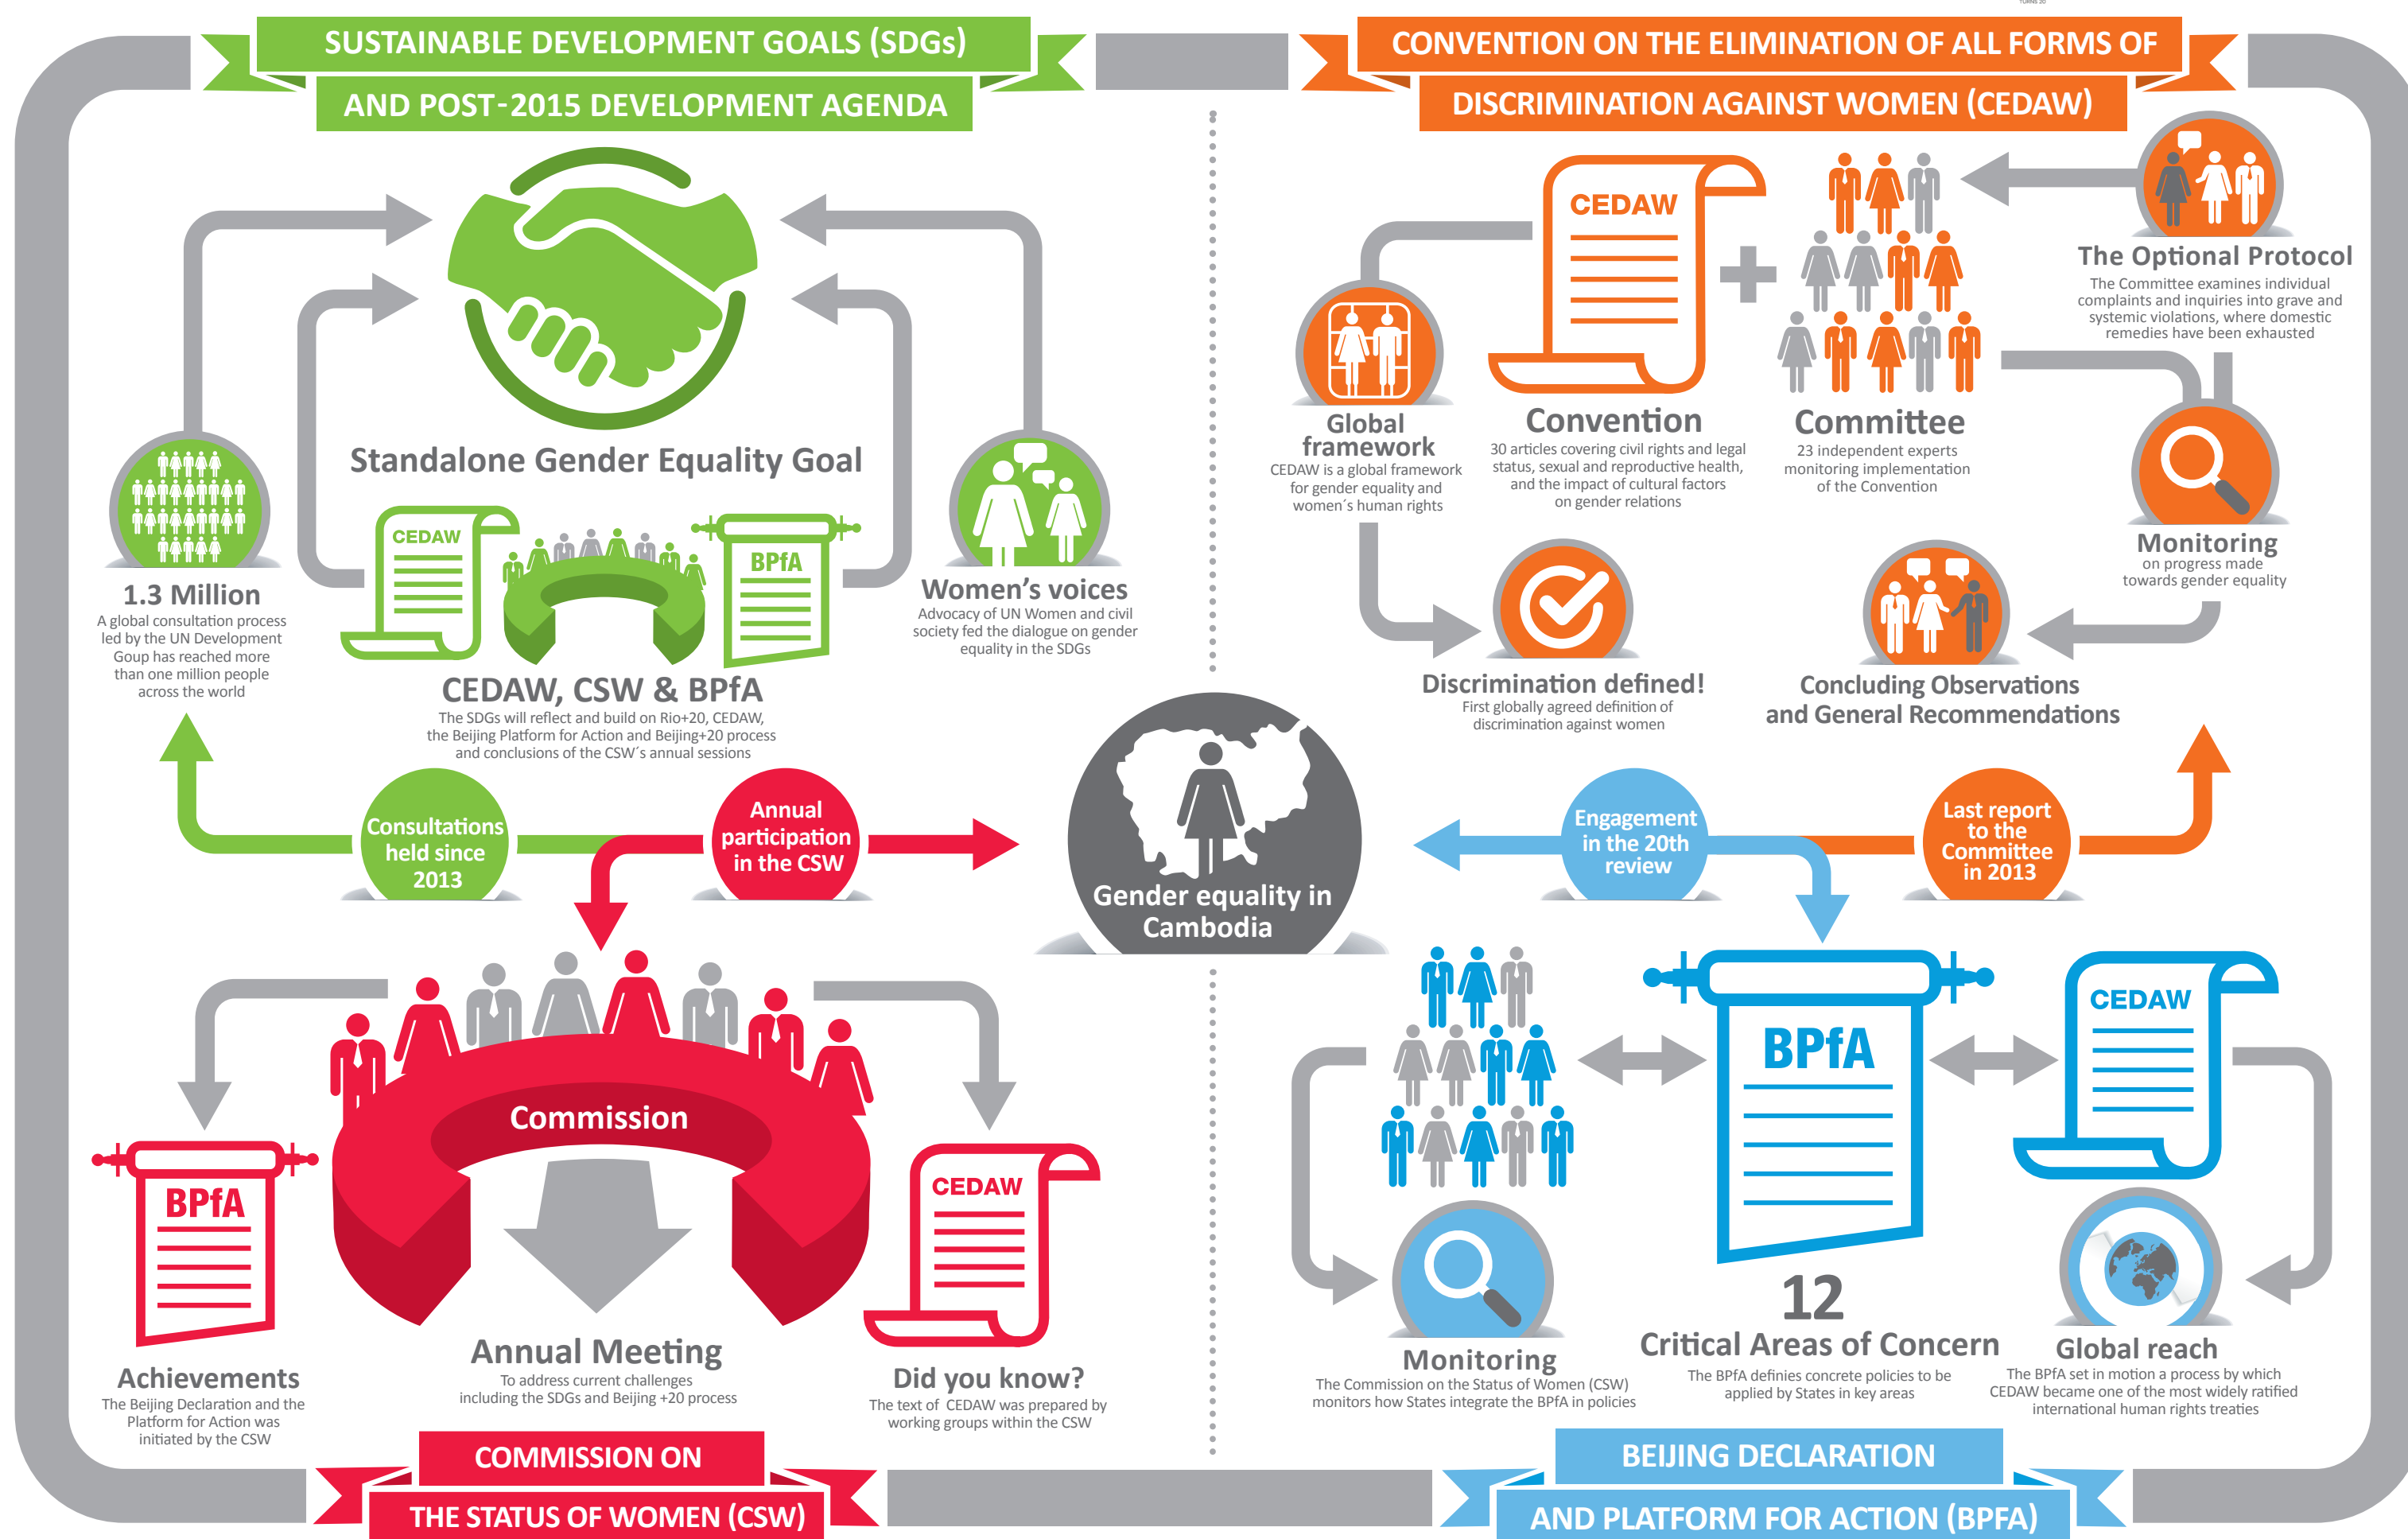 TURNS 20
SUSTAINABLE DEVELOPMENT GOALS (SDGs)
AND POST-2015 DEVELOPMENT AGENDA
Standalone Gender Equality Goal
1.3 Million
A global consultation process
led by the UN Development
Goup has reached more
than one million people
across the world
CEDAW
BPfA
CEDAW, CSW & BPfA
The SDGs will reflect and build on Rio+20, CEDAW,
the Beijing Platform for Action and Beijing+20 process
and conclusions of the CSW´s annual sessions
Women's voices
Advocacy of UN Women and civil
society fed the dialogue on gender
equality in the SDGs
CONVENTION ON THE ELIMINATION OF ALL FORMS OF
DISCRIMINATION AGAINST WOMEN (CEDAW)
CEDAW
Global
framework
CEDAW is a global framework
for gender equality and
women´s human rights
Convention
30 articles covering civil rights and legal
status, sexual and reproductive health,
and the impact of cultural factors
on gender relations
Committee
23 independent experts
monitoring implementation
of the Convention
The Optional Protocol
The Committee examines individual
complaints and inquiries into grave and
systemic violations, where domestic
remedies have been exhausted
Monitoring
on progress made
towards gender equality
Discrimination defined!
First globally agreed definition of
discrimination against women
Concluding Observations
and General Recommendations
Consultations
held since
2013
Annual
participation
in the CSW
Gender equality in
Cambodia
Engagement
in the 20th
review
Last report
to the
Committee
in 2013
Commission
BPfA
CEDAW
Achievements
The Beijing Declaration and the
Platform for Action was
initiated by the CSW
Annual Meeting
To address current challenges
including the SDGs and Beijing +20 process
Did you know?
The text of CEDAW was prepared by
working groups within the CSW
COMMISSION ON
THE STATUS OF WOMEN (CSW)
BPfA
CEDAW
Monitoring
The Commission on the Status of Women (CSW)
monitors how States integrate the BPfA in policies
12
Critical Areas of Concern
The BPfA definies concrete policies to be
applied by States in key areas
Global reach
The BPfA set in motion a process by which
CEDAW became one of the most widely ratified
international human rights treaties
BEIJING DECLARATION
AND PLATFORM FOR ACTION (BPFA)